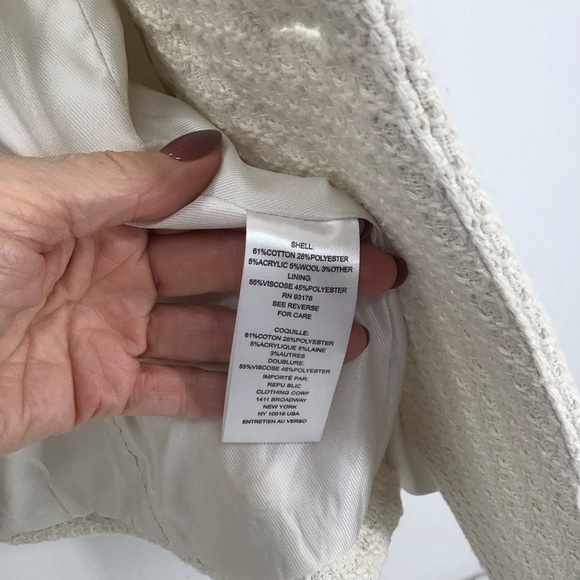 SHELL:
61%COTTON 26%POLYESTER
5%ACRYLIC 5%WOOL 3%OTHER
LINING:
55%VISCOSE 45%POLYESTER
RN 93178
SEE REVERSE
FOR CARE
COQUILLE:
61%COTON 26%POLYESTER
5%ACRYLIQUE 5%LAINE
3%AUTRES
DOUBLURE:
55%VISCOSE 45%POLYESTER
IMPORTÉ PAR:
REPU BLIC
CLOTHING CORP
1411 BROADWAY
NEW YORK
NY 10018 USA
ENTRETIEN AU VERSO